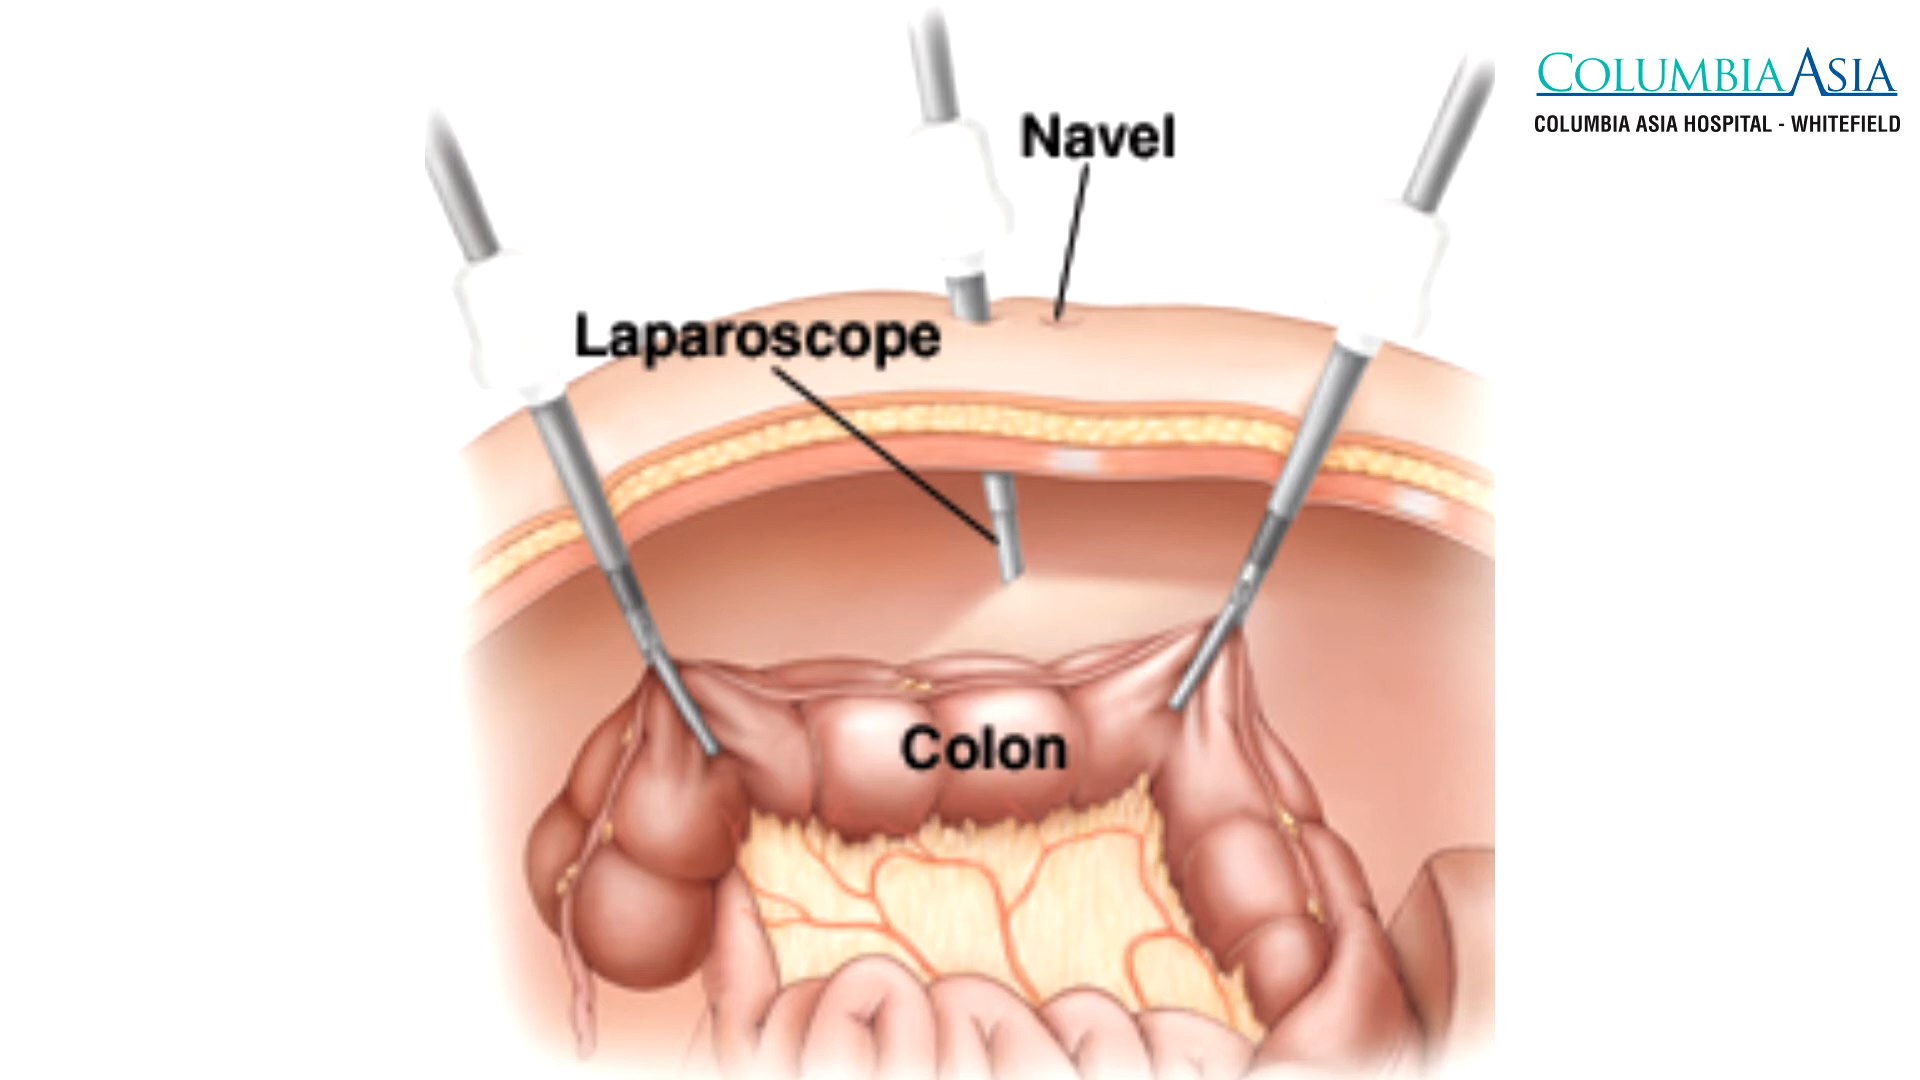 COLUMBIA ASIA
COLUMBIA ASIA HOSPITAL - WHITEFIELD
Navel
Laparoscope
Colon